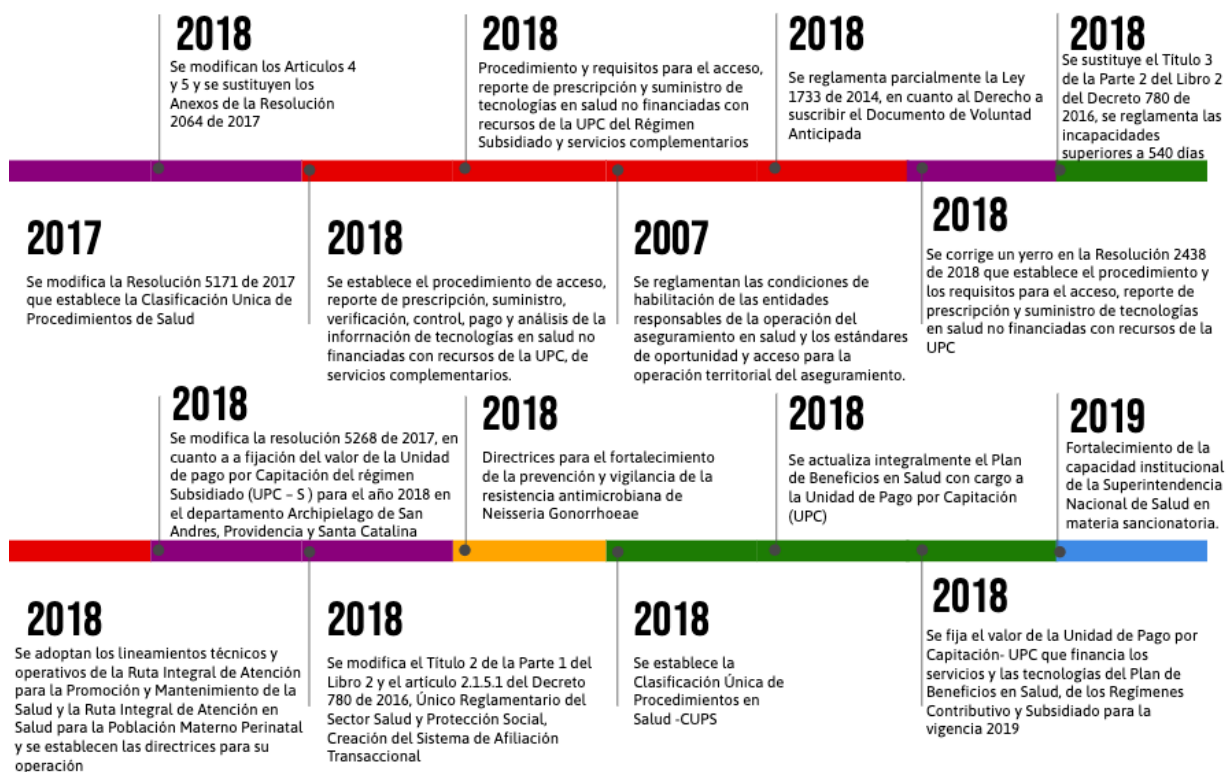 2018
Se modifican los Articulos 4
y 5 y se sustituyen los
Anexos de la Resolución
2064 de 2017
2018
Procedimiento y requisitos para el acceso,
reporte de prescripción y suministro de
tecnologías en salud no financiadas con
recursos de la UPC del Régimen
Subsidiado y servicios complementarios
2018
Se reglamenta parcialmente la Ley
1733 de 2014, en cuanto al Derecho a
suscribir el Documento de Voluntad
Anticipada
2018
Se sustituye el Título 3
de la Parte 2 del Libro 2
del Decreto 780 de
2016, se reglamenta las
incapacidades
superiores a 540 días
2017
Se modifica la Resolución 5171 de 2017
que establece la Clasificación Unica de
Procedimientos de Salud
2018
Se establece el procedimiento de acceso,
reporte de prescripción, suministro,
verificación, control, pago y análisis de la
inforrnación de tecnologías en salud no
financiadas con recursos de la UPC, de
servicios complementarios.
2007
Se reglamentan las condiciones de
habilitación de las entidades
responsables de la operación del
aseguramiento en salud y los estándares
de oportunidad y acceso para la
operación territorial del aseguramiento.
2018
Se corrige un yerro en la Resolución 2438
de 2018 que establece el procedimiento y
los requisitos para el acceso, reporte de
prescripción y suministro de tecnologías
en salud no financiadas con recursos de la
UPC
2018
Se modifica la resolución 5268 de 2017, en
cuanto a a fijación del valor de la Unidad
de pago por Capitación del régimen
Subsidiado (UPC – S ) para el año 2018 en
el departamento Archipielago de San
Andres, Providencia y Santa Catalina
2018
Directrices para el fortalecimiento
de la prevención y vigilancia de la
resistencia antimicrobiana de
Neisseria Gonorrhoeae
2018
Se actualiza integralmente el Plan
de Beneficios en Salud con cargo a
la Unidad de Pago por Capitación
(UPC)
2019
Fortalecimiento de la
capacidad institucional
de la Superintendencia
Nacional de Salud en
materia sancionatoria.
2018
Se adoptan los lineamientos técnicos y
operativos de la Ruta Integral de Atención
para la Promoción y Mantenimiento de la
Salud y la Ruta Integral de Atención en
Salud para la Población Materno Perinatal
y se establecen las directrices para su
operación
2018
Se modifica el Título 2 de la Parte 1 del
Libro 2 y el artículo 2.1.5.1 del Decreto
780 de 2016, Único Reglamentario del
Sector Salud y Protección Social,
Creación del Sistema de Afiliación
Transaccional
2018
Se establece la
Clasificación Única de
Procedimientos en
Salud -CUPS
2018
Se fija el valor de la Unidad de Pago por
Capitación- UPC que financia los
servicios y las tecnologías del Plan de
Beneficios en Salud, de los Regímenes
Contributivo y Subsidiado para la
vigencia 2019